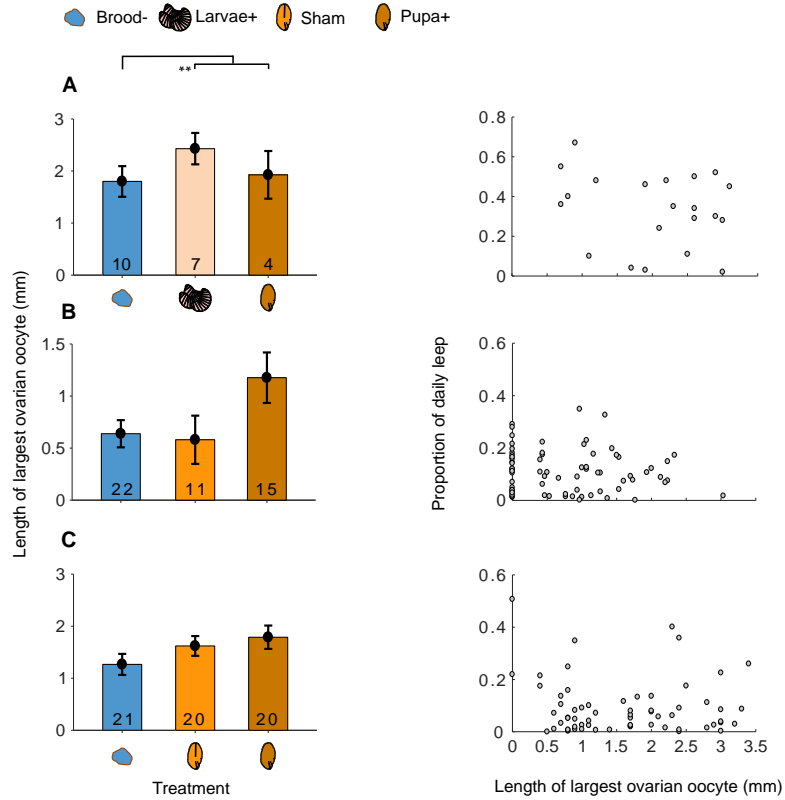 Brood- Larvae+ Sham Pupa+
**
A
3
2
1
0
10 7 4
Length of largest ovarian oocyte (mm)
B
1.5
1
0.5
0
22 11 15
C
3
2
1
0
21 20 20
Treatment
0.8
0.6
0.4
0.2
0
Proportion of daily leep
0.6
0.4
0.2
0
0.6
0.4
0.2
0
0 0.5 1 1.5 2 2.5 3 3.5
Length of largest ovarian oocyte (mm)